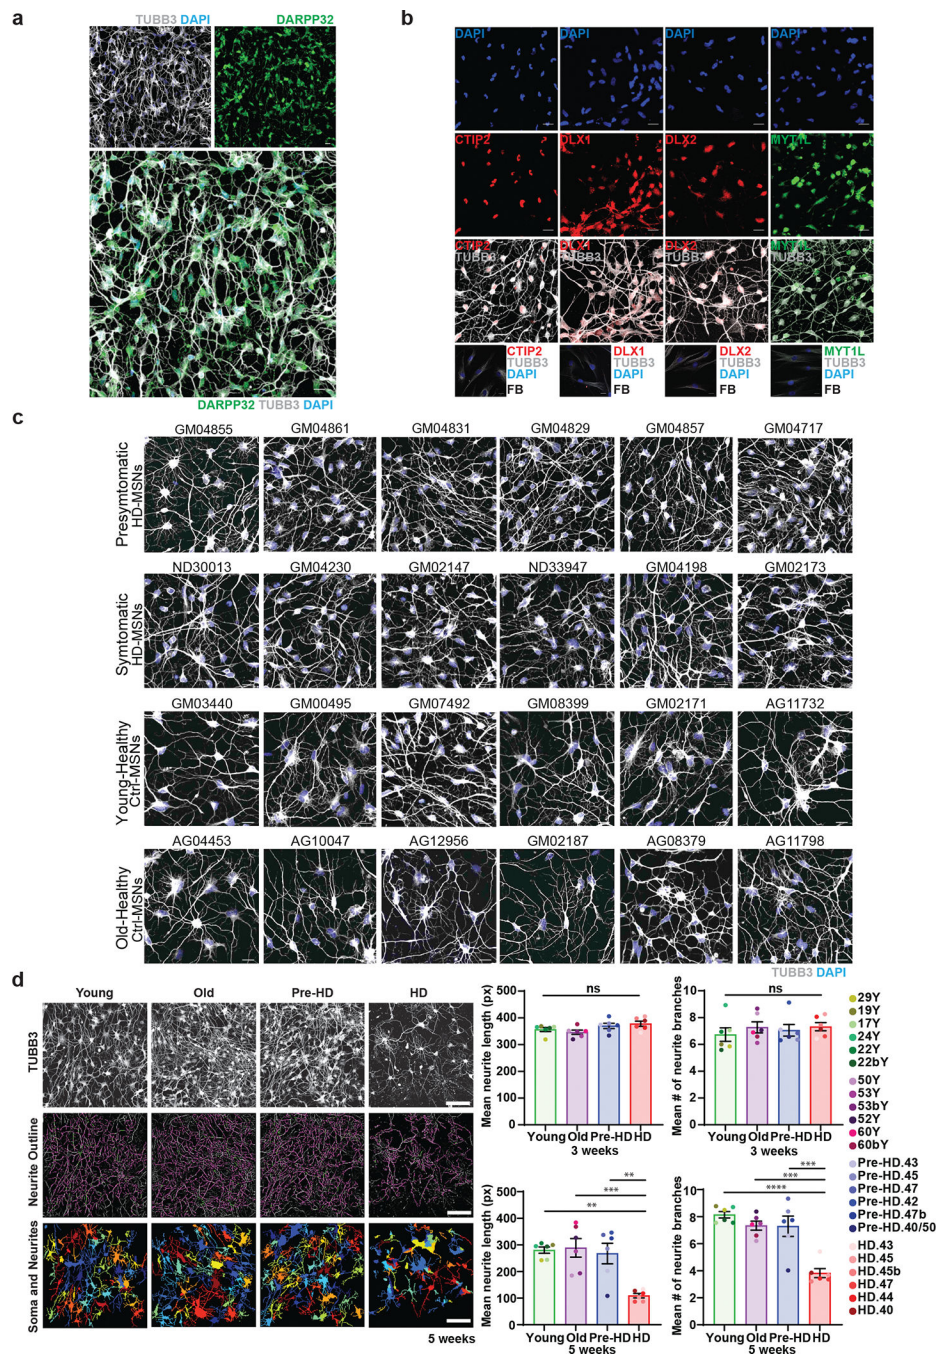 a
TUBB3 DAPI
DARPP32
DARPP32 TUBB3 DAPI
b
DAPI DAPI DAPI DAPI
CTIP2 DLX1 DLX2 MYT1L
CTIP2 DLX1 DLX2 MYT1L
TUBB3 TUBB3 TUBB3 TUBB3
CTIP2 DLX1 DLX2 MYT1L
TUBB3 TUBB3 TUBB3 TUBB3
DAPI DAPI DAPI DAPI
FB FB FB FB
c
Presymtomatic
HD-MSNs
GM04855 GM04861 GM04831 GM04829 GM04857 GM04717
Symtomatic
HD-MSNs
ND30013 GM04230 GM02147 ND33947 GM04198 GM02173
Young-Healthy
Ctrl-MSNs
GM03440 GM00495 GM07492 GM08399 GM02171 AG11732
Old-Healthy
Ctrl-MSNs
AG04453 AG10047 AG12956 GM02187 AG08379 AG11798
TUBB3 DAPI
d
Young Old Pre-HD HD
TUBB3
Neurite Outline
Soma and Neurites
5 weeks
Mean neurite length (px)
500
400
300
200
100
0
ns
Young Old Pre-HD HD
3 weeks
Mean # of neurite branches
10
8
6
4
2
0
ns
Young Old Pre-HD HD
3 weeks
Mean neurite length (px)
500
400
300
200
100
0
**
***
**
Young Old Pre-HD HD
5 weeks
Mean # of neurite branches
10
8
6
4
2
0
***
***
****
Young Old Pre-HD HD
5 weeks
29Y
19Y
17Y
24Y
22Y
22bY
50Y
53Y
53bY
52Y
60Y
60bY
Pre-HD.43
Pre-HD.45
Pre-HD.47
Pre-HD.42
Pre-HD.47b
Pre-HD.40/50
HD.43
HD.45
HD.45b
HD.47
HD.44
HD.40